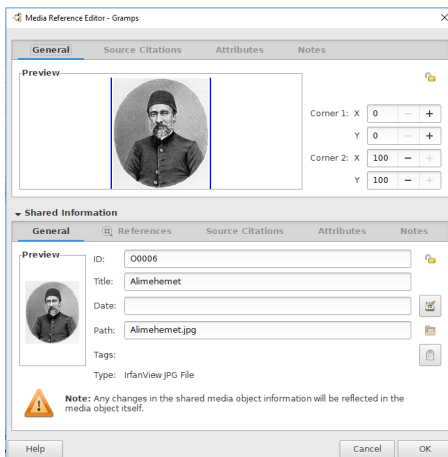 Media Reference Editor - Gramps
General Source Citations Attributes Notes
Preview
Corner 1: X 0 − +
Y 0 − +
Corner 2: X 100 − +
Y 100 − +
Shared Information
General References Source Citations Attributes Notes
Preview
ID: O0006
Title: Alimehemet
Date:
Path: Alimehemet.jpg
Tags:
Type: IrfanView JPG File
Note: Any changes in the shared media object information will be reflected in the
media object itself.
Help Cancel OK